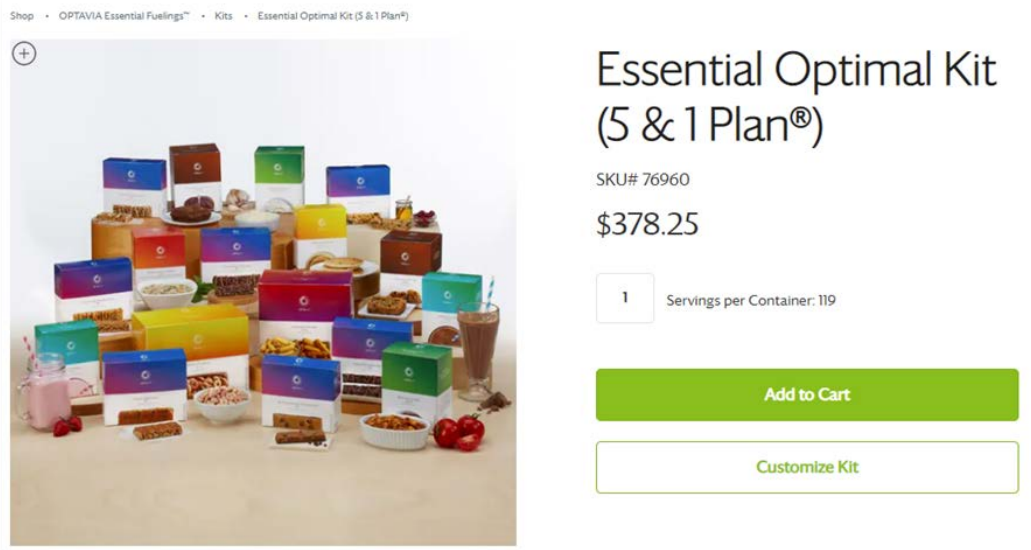 Shop • OPTAVIA Essential Fuelings™ • Kits • Essential Optimal Kit (5 & 1 Plan®)
Essential Optimal Kit
(5 & 1 Plan®)
SKU# 76960
$378.25
1
Servings per Container: 119
Add to Cart
Customize Kit